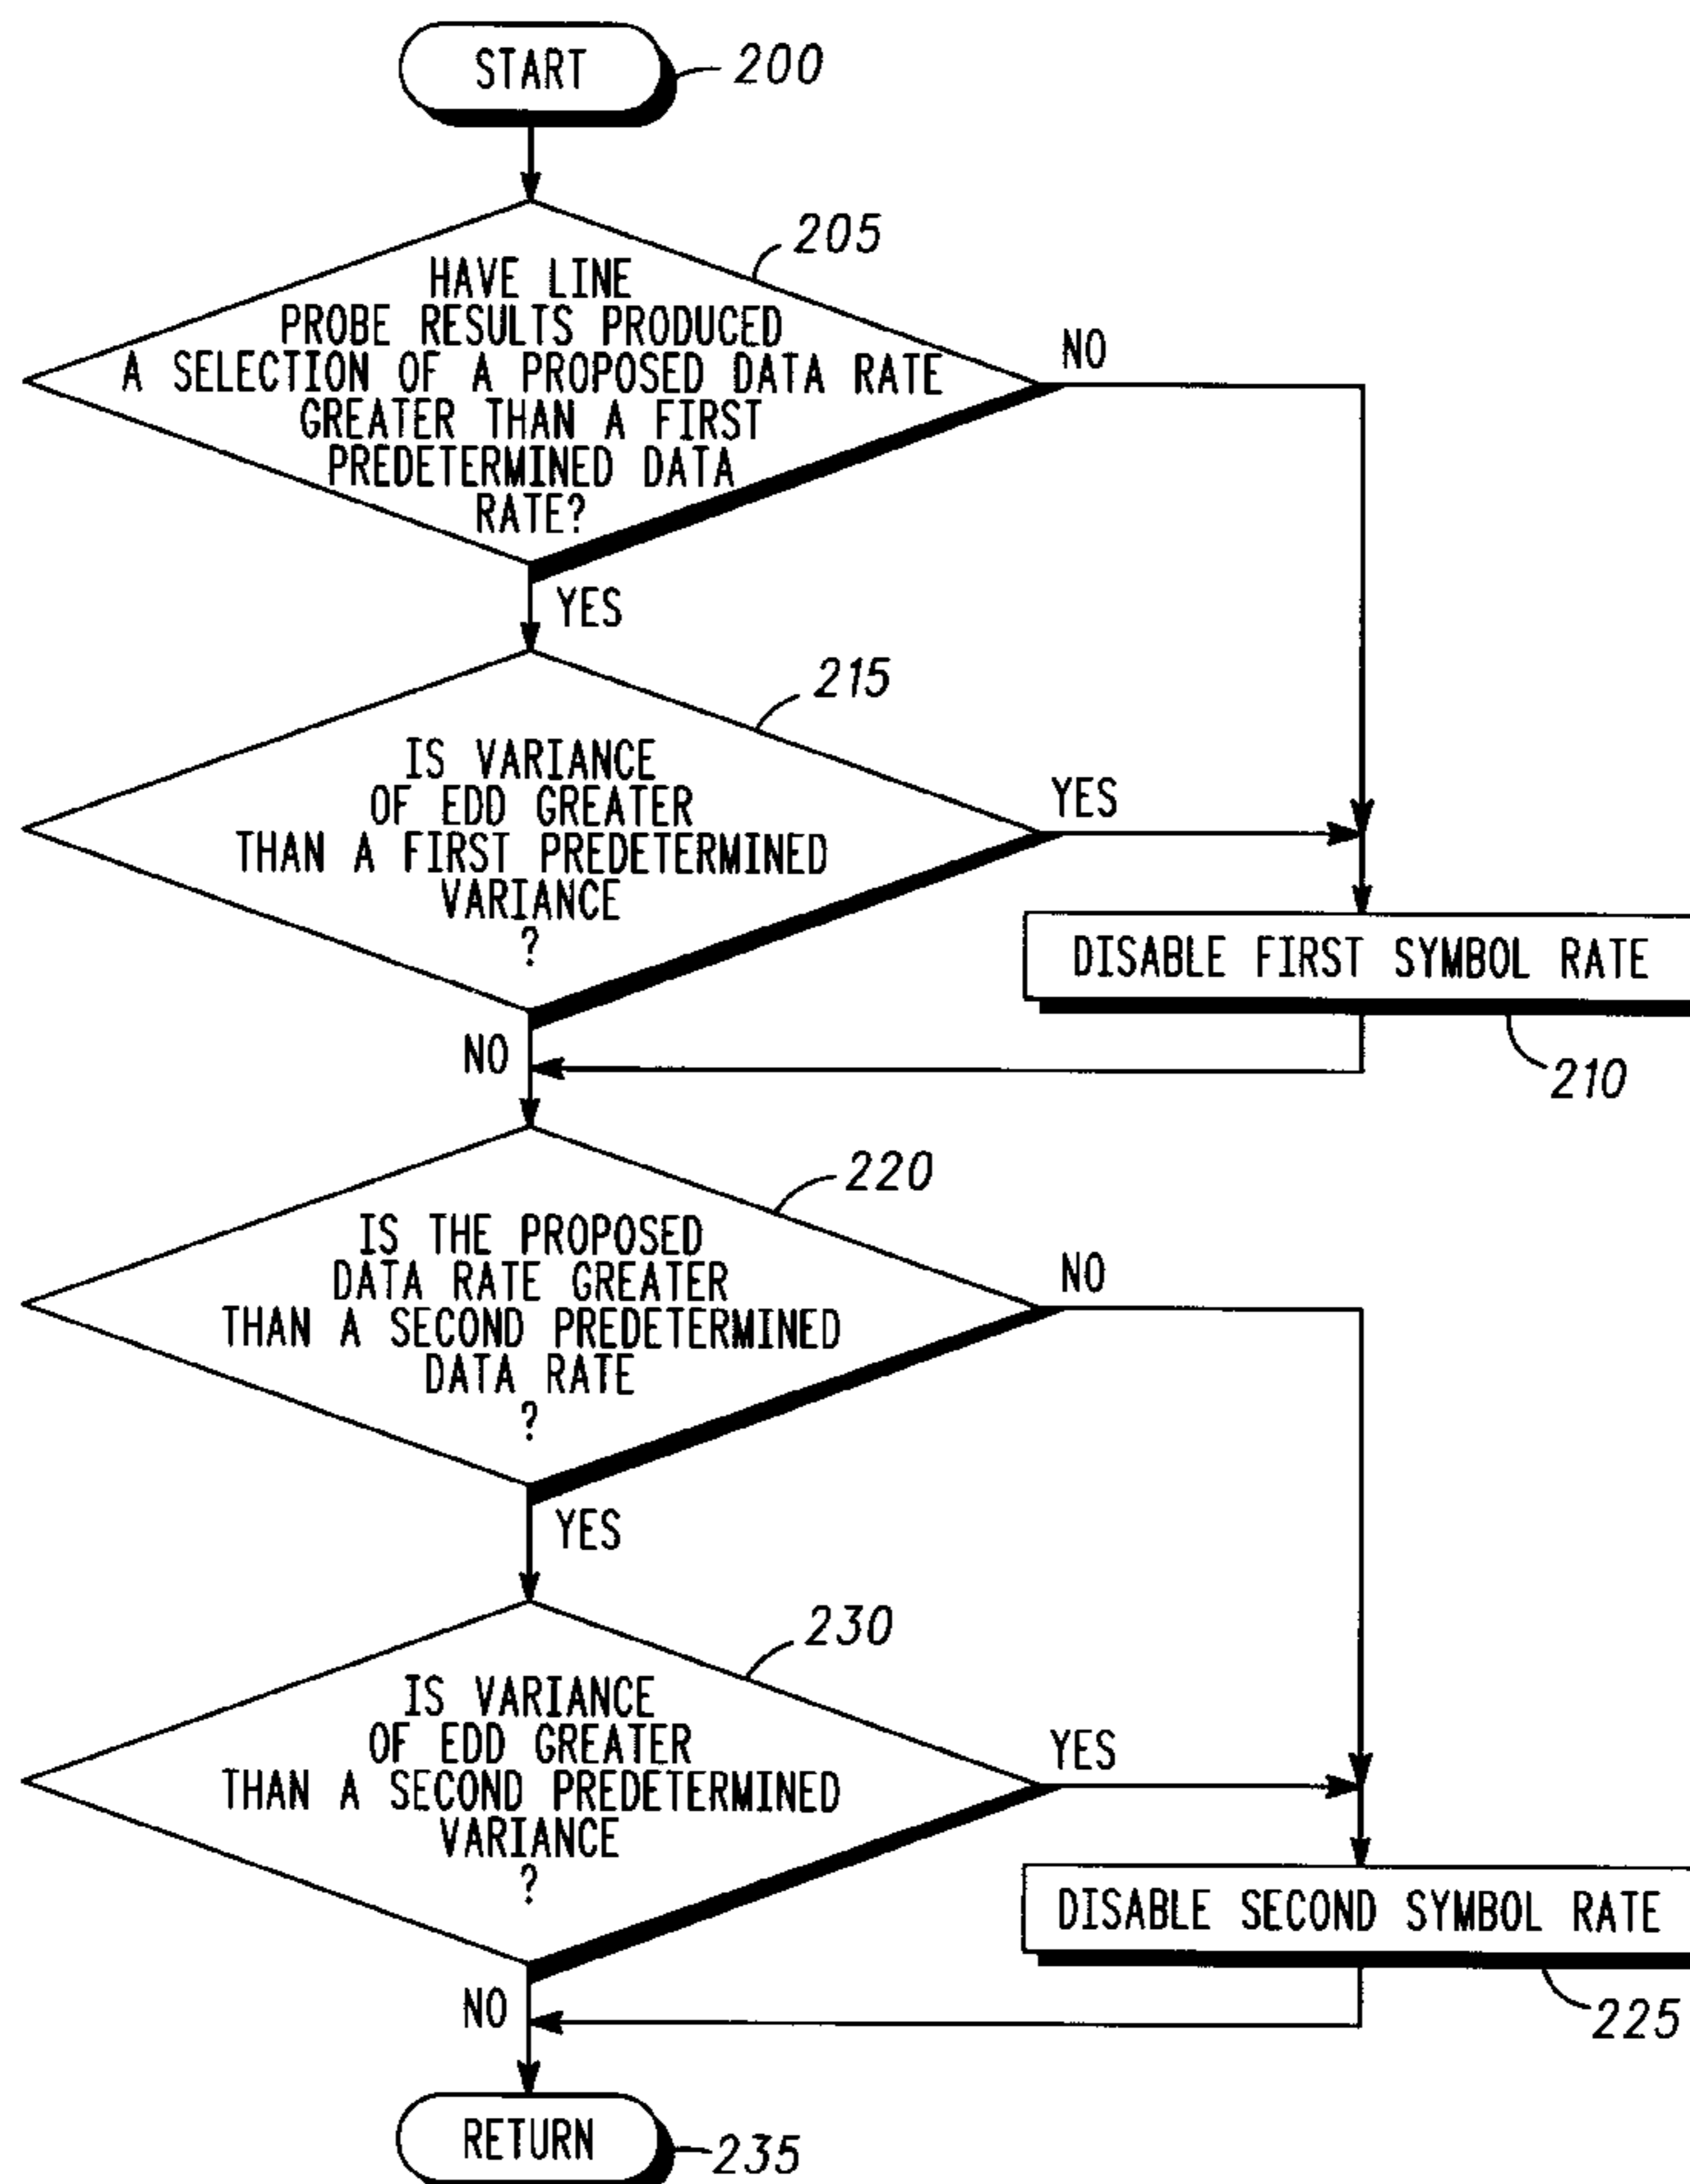 START
200
205
HAVE LINE
PROBE RESULTS PRODUCED
A SELECTION OF A PROPOSED DATA RATE
GREATER THAN A FIRST
PREDETERMINED DATA
RATE?
NO
YES
215
IS VARIANCE
OF EDD GREATER
THAN A FIRST PREDETERMINED
VARIANCE
?
YES
DISABLE FIRST SYMBOL RATE
NO
210
220
IS THE PROPOSED
DATA RATE GREATER
THAN A SECOND PREDETERMINED
DATA RATE
?
NO
YES
230
IS VARIANCE
OF EDD GREATER
THAN A SECOND PREDETERMINED
VARIANCE
?
YES
DISABLE SECOND SYMBOL RATE
NO
225
RETURN
235